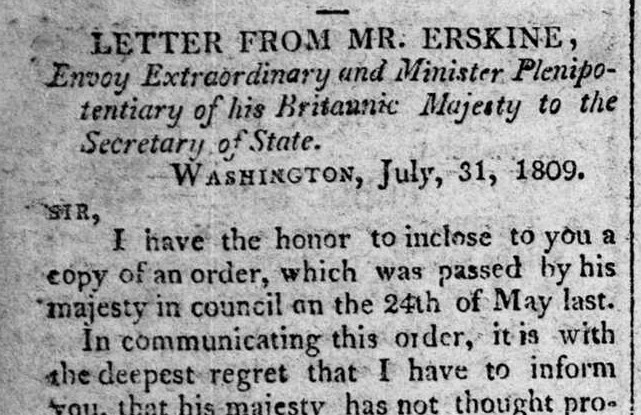 LETTER FROM MR. ERSKINE,
Envoy Extraordinary and Minister Plenipo-
tentiary of his Britannic Majesty to the
Secretary of State.
WASHINGTON, July, 31, 1809.
SIR,
I have the honor to inclose to you a
copy of an order, which was passed by his
majesty in council on the 24th of May last.
In communicating this order, it is with
the deepest regret that I have to inform
you, that his majesty has not thought pro-